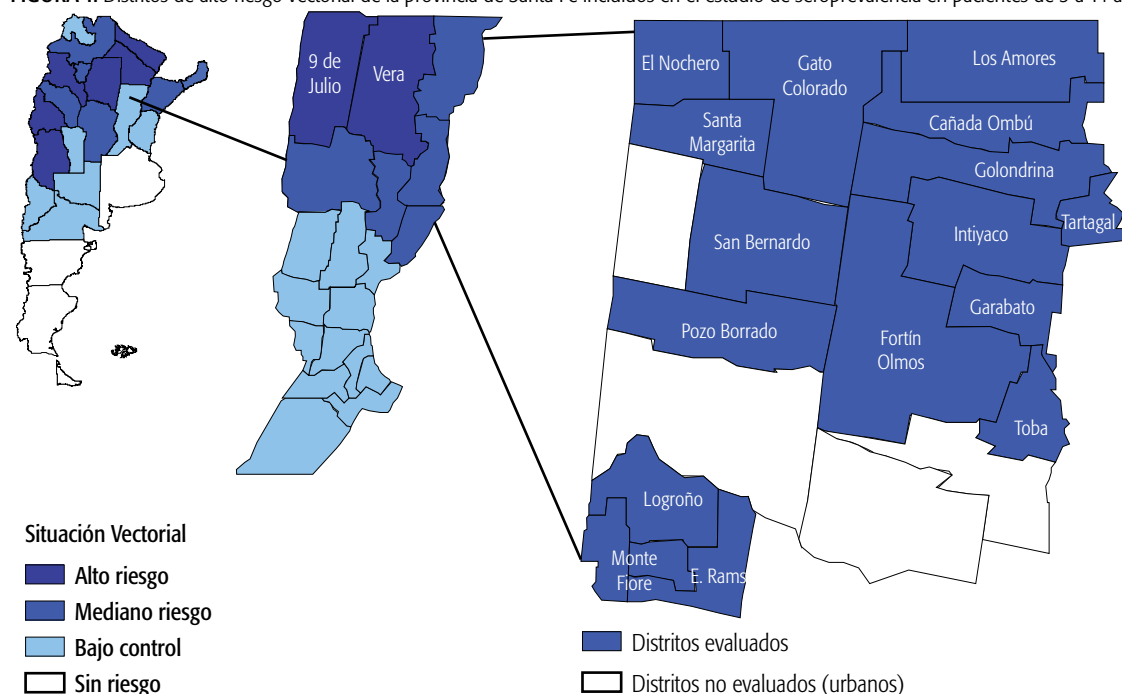 FIGURA 1. Distritos de alto riesgo vectorial de la provincia de Santa Fe incluidos en el estudio de seroprevalencia en pacientes de 5 a 14 a
9 de
Julio
Vera
El Nochero
Gato
Colorado
Los Amores
Santa
Margarita
Cañada Ombú
Golondrina
Tartagal
San Bernardo
Intiyaco
Garabato
Pozo Borrado
Fortín
Olmos
Toba
Logroño
Monte
Fiore
E. Rams
Situación Vectorial
Alto riesgo
Mediano riesgo
Bajo control
Sin riesgo
Distritos evaluados
Distritos no evaluados (urbanos)